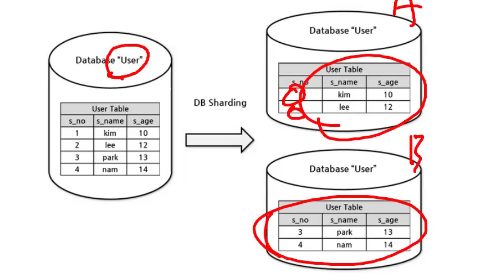 Database "User"
User Table
s_no s_name s_age
1 kim 10
2 lee 12
3 park 13
4 nam 14
DB Sharding
A
Database "User"
User Table
s_no s_name s_age
kim 10
lee 12
B
Database "User"
User Table
s_no s_name s_age
3 park 13
4 nam 14